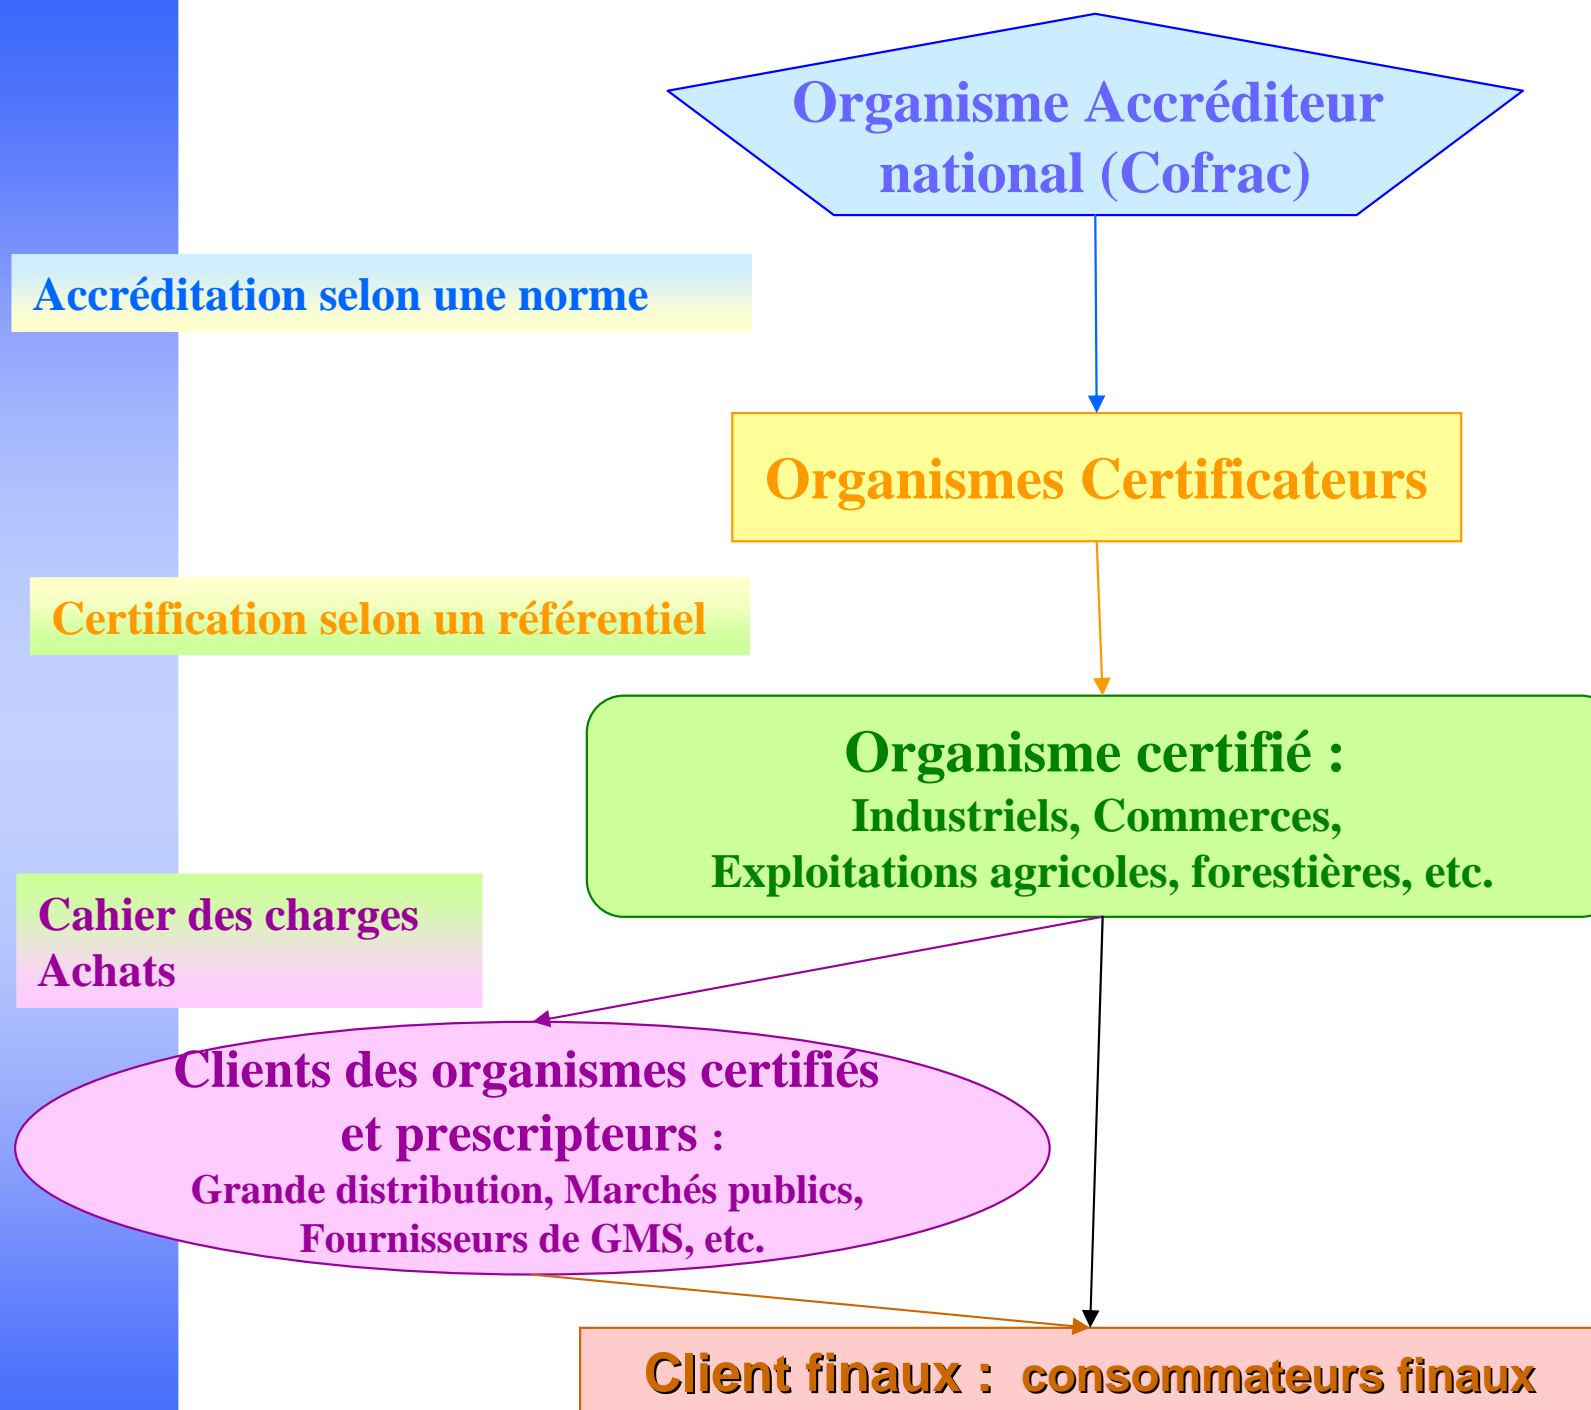 Organisme Accréditeur
national (Cofrac)
Accréditation selon une norme
Organismes Certificateurs
Certification selon un référentiel
Organisme certifié :
Industriels, Commerces,
Exploitations agricoles, forestières, etc.
Cahier des charges
Achats
Clients des organismes certifiés
et prescripteurs :
Grande distribution, Marchés publics,
Fournisseurs de GMS, etc.
Client finaux : consommateurs finaux